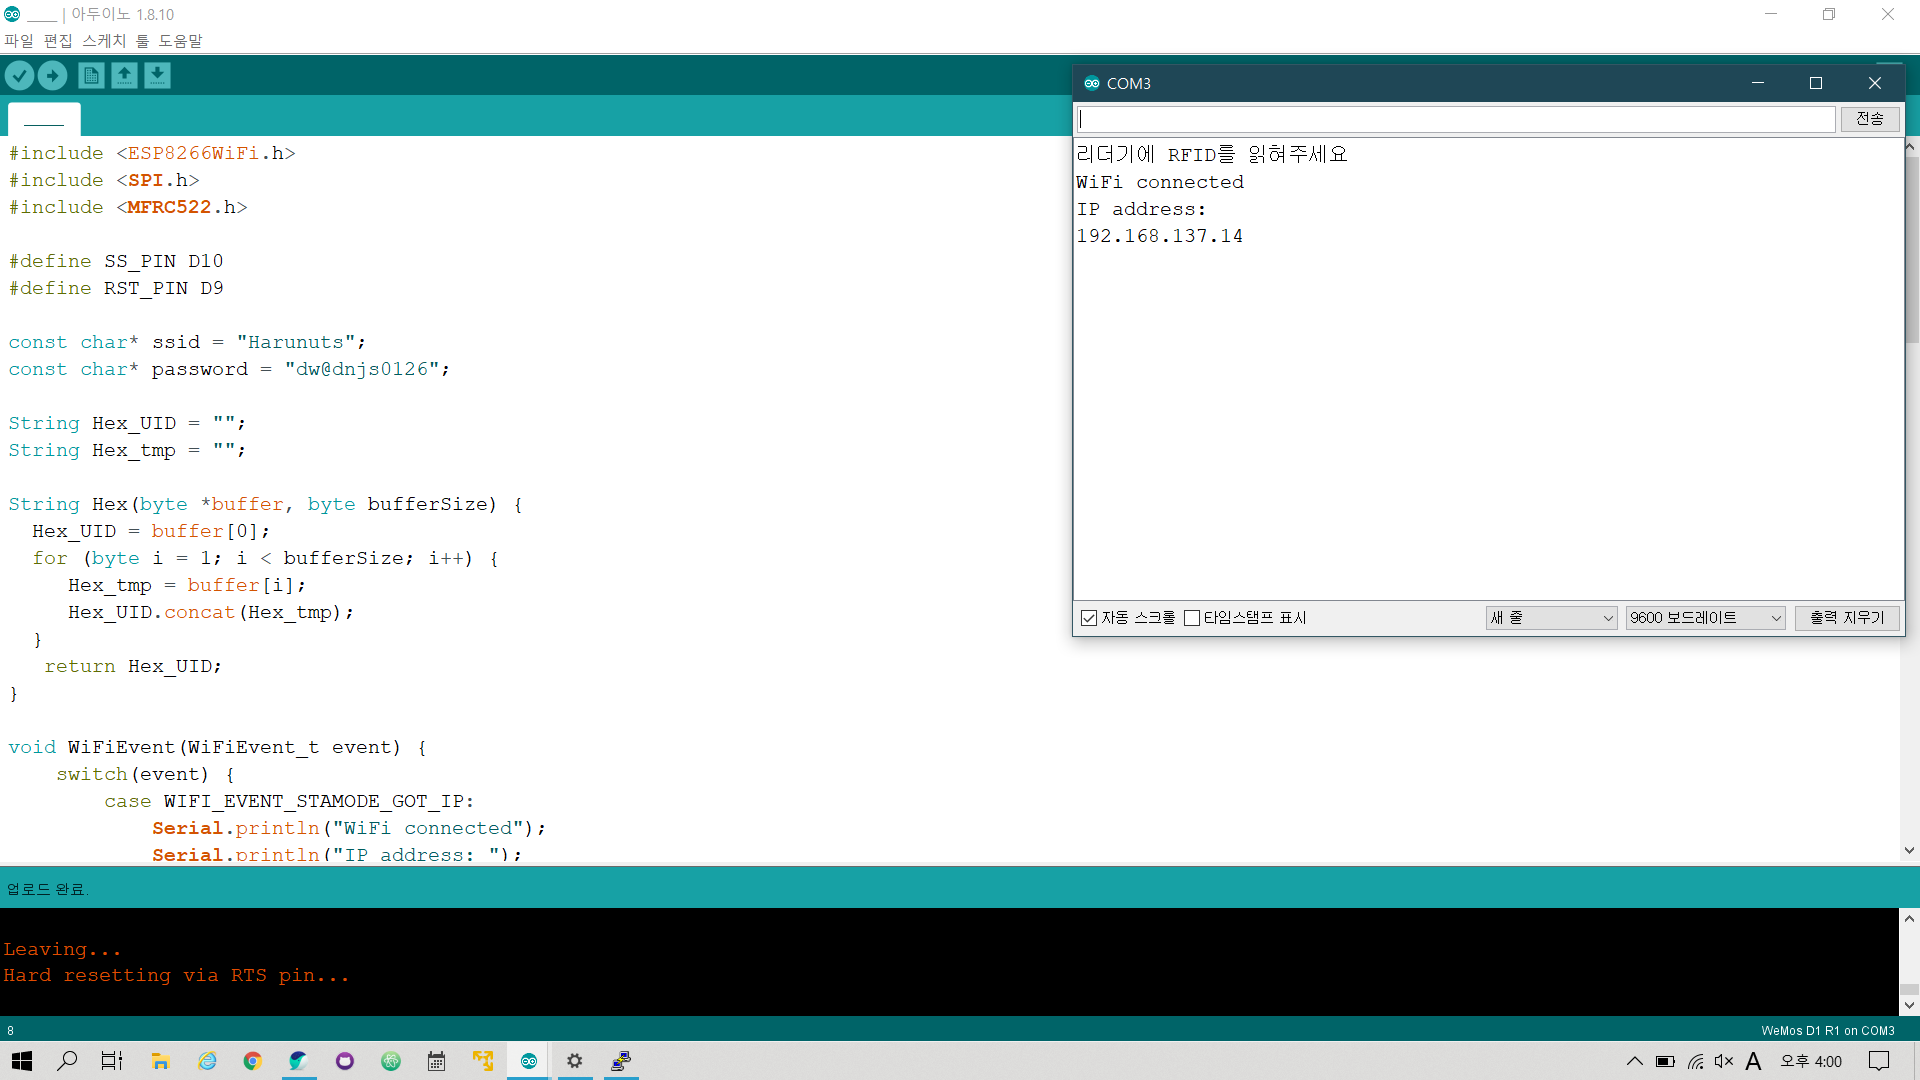 ____ | 아두이노 1.8.10
파일 편집 스케치 툴 도움말
____
#include <ESP8266WiFi.h>
#include <SPI.h>
#include <MFRC522.h>
#define SS_PIN D10
#define RST_PIN D9
const char* ssid = "Harunuts";
const char* password = "dw@dnjs0126";
String Hex_UID = "";
String Hex_tmp = "";
String Hex(byte *buffer, byte bufferSize) {
Hex_UID = buffer[0];
for (byte i = 1; i < bufferSize; i++) {
Hex_tmp = buffer[i];
Hex_UID.concat(Hex_tmp);
}
return Hex_UID;
}
void WiFiEvent(WiFiEvent_t event) {
switch(event) {
case WIFI_EVENT_STAMODE_GOT_IP:
Serial.println("WiFi connected");
Serial.println("IP address: ");
COM3
전송
리더기에 RFID를 읽혀주세요
WiFi connected
IP address:
192.168.137.14
자동 스크롤 타임스탬프 표시 새 줄 9600 보드레이트 출력 지우기
업로드 완료.
Leaving...
Hard resetting via RTS pin...
8 WeMos D1 R1 on COM3
A 오후 4:00